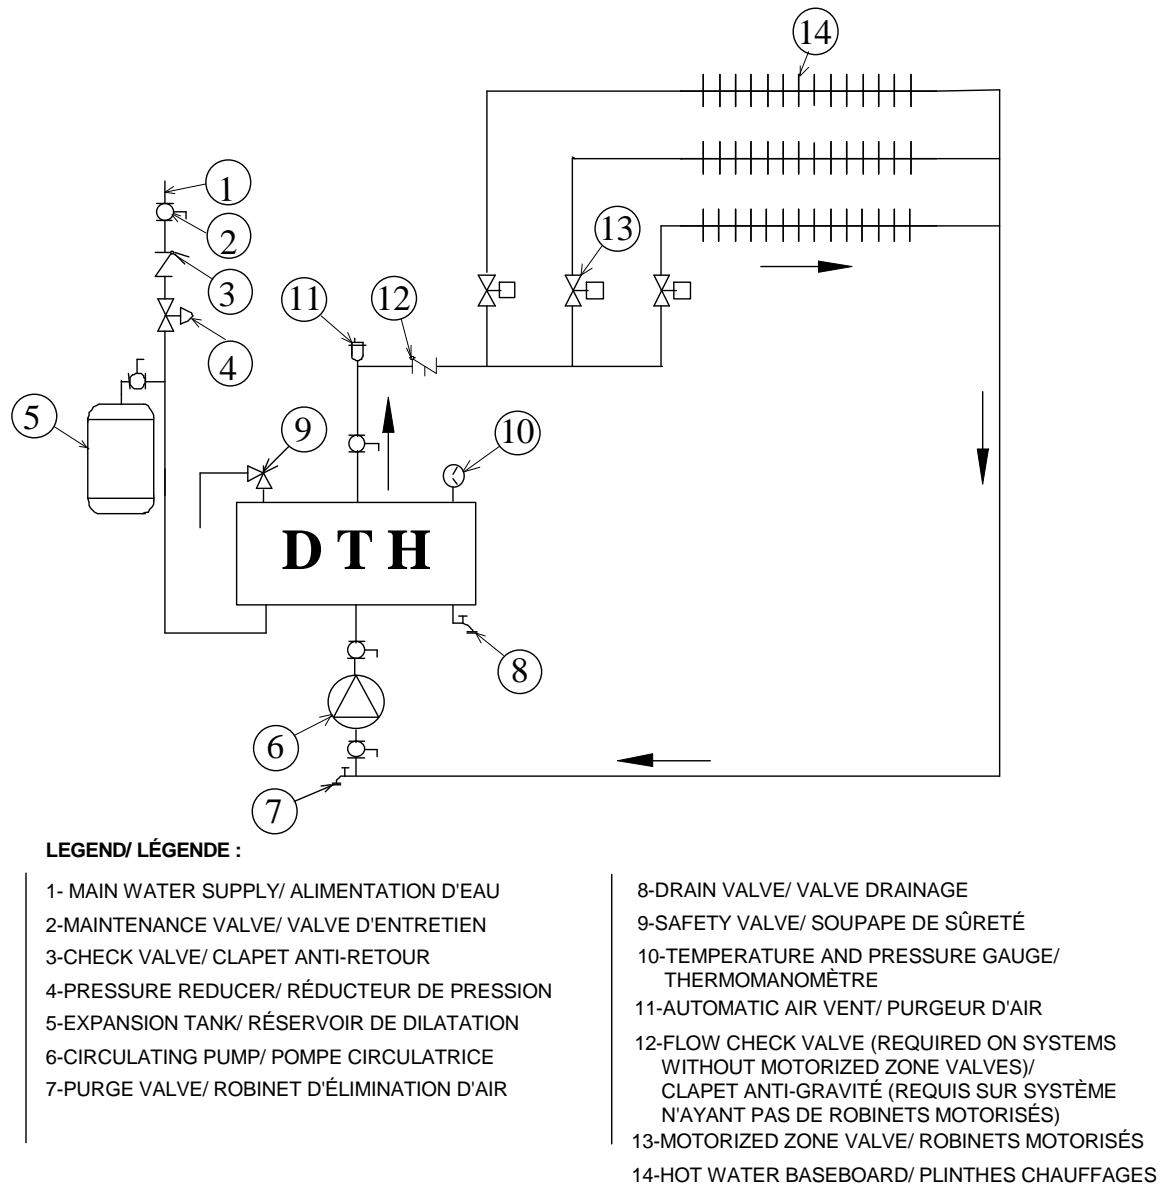 14
1
2
3
4
5
11
12
13
9
10
D T H
8
6
7
LEGEND/ LÉGENDE :
1- MAIN WATER SUPPLY/ ALIMENTATION D'EAU
2-MAINTENANCE VALVE/ VALVE D'ENTRETIEN
3-CHECK VALVE/ CLAPET ANTI-RETOUR
4-PRESSURE REDUCER/ RÉDUCTEUR DE PRESSION
5-EXPANSION TANK/ RÉSERVOIR DE DILATATION
6-CIRCULATING PUMP/ POMPE CIRCULATRICE
7-PURGE VALVE/ ROBINET D'ÉLIMINATION D'AIR
8-DRAIN VALVE/ VALVE DRAINAGE
9-SAFETY VALVE/ SOUPAPE DE SÛRETÉ
10-TEMPERATURE AND PRESSURE GAUGE/
THERMOMANOMÈTRE
11-AUTOMATIC AIR VENT/ PURGEUR D'AIR
12-FLOW CHECK VALVE (REQUIRED ON SYSTEMS
WITHOUT MOTORIZED ZONE VALVES)/
CLAPET ANTI-GRAVITÉ (REQUIS SUR SYSTÈME
N'AYANT PAS DE ROBINETS MOTORISÉS)
13-MOTORIZED ZONE VALVE/ ROBINETS MOTORISÉS
14-HOT WATER BASEBOARD/ PLINTHES CHAUFFAGES